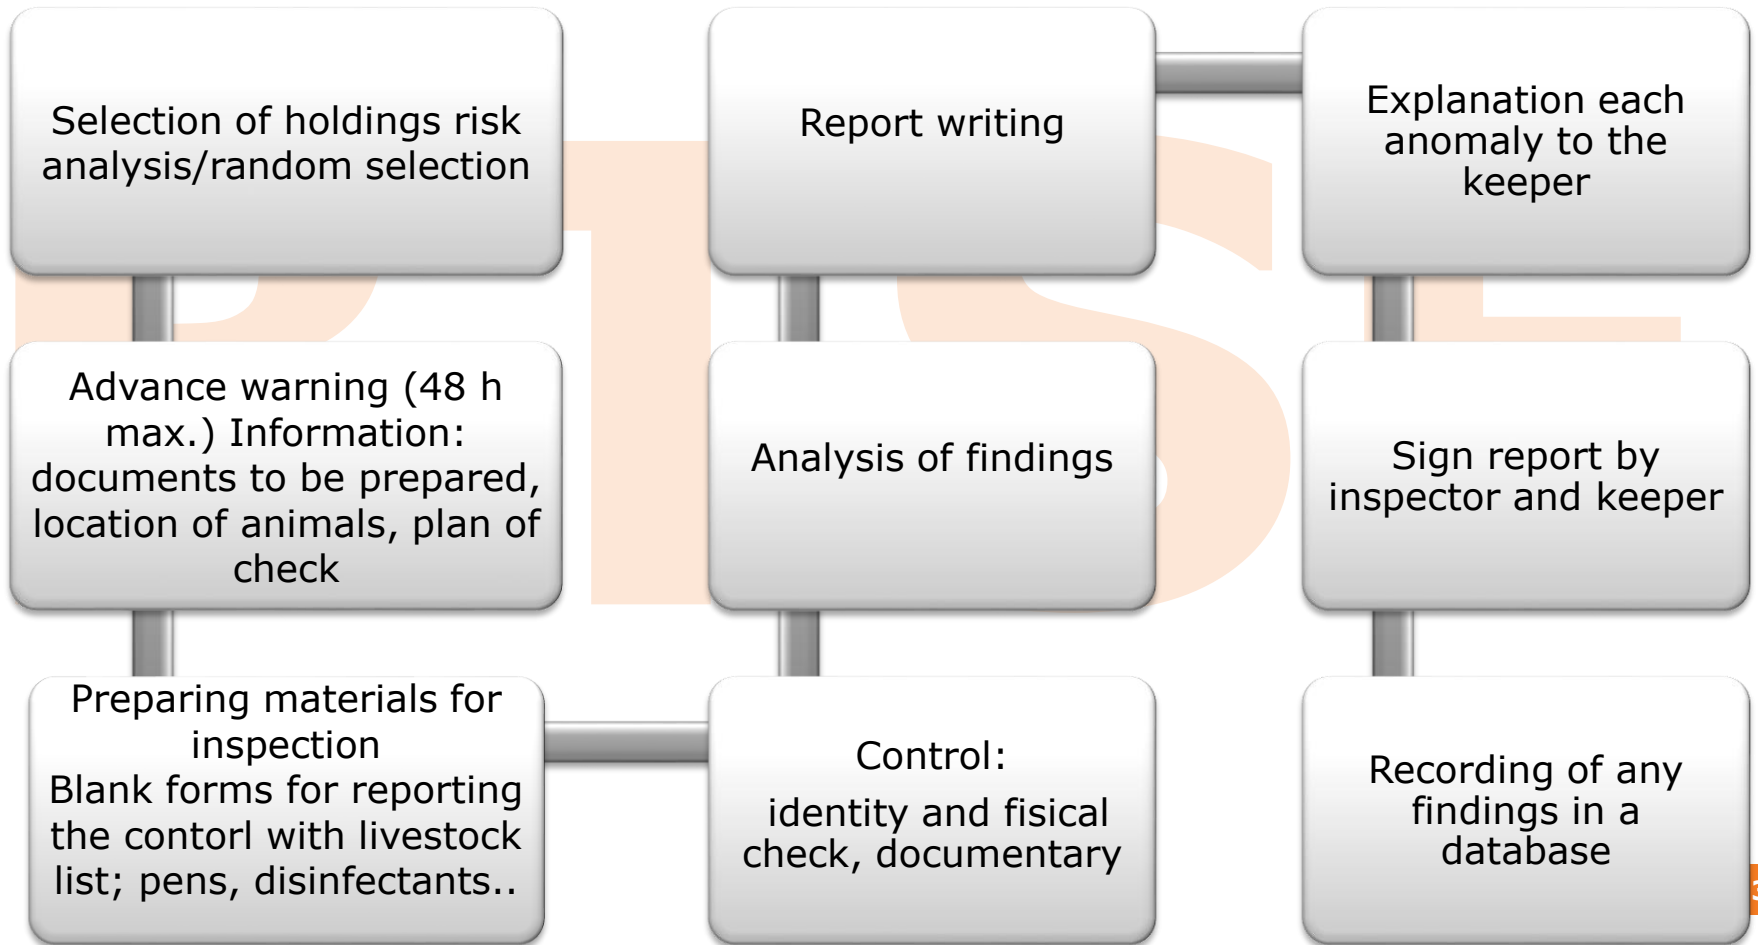 Selection of holdings risk
analysis/random selection
Advance warning (48 h
max.) Information:
documents to be prepared,
location of animals, plan of
check
Preparing materials for
inspection
Blank forms for reporting
the contorl with livestock
list; pens, disinfectants..
Control:
identity and fisical
check, documentary
Analysis of findings
Report writing
Explanation each
anomaly to the
keeper
Sign report by
inspector and keeper
Recording of any
findings in a
database